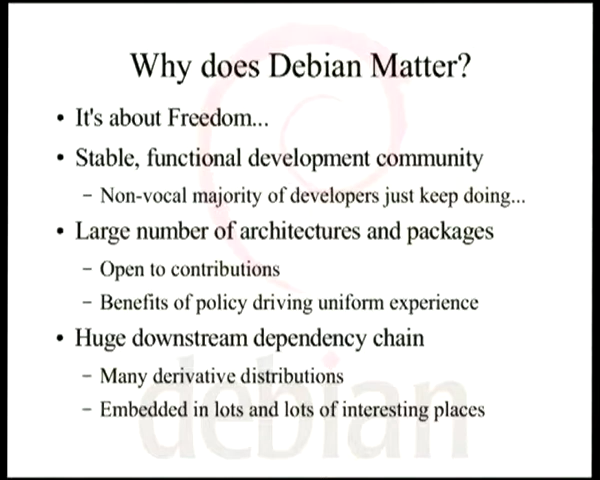 Why does Debian Matter?
• It's about Freedom...
• Stable, functional development community
– Non-vocal majority of developers just keep doing...
• Large number of architectures and packages
– Open to contributions
– Benefits of policy driving uniform experience
• Huge downstream dependency chain
– Many derivative distributions
– Embedded in lots and lots of interesting places
debian